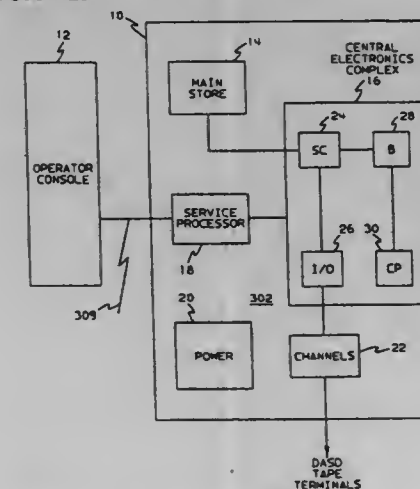 10
12
14
MAIN
STORE
CENTRAL
ELECTRONICS
COMPLEX
16
24
28
SC
B
OPERATOR
CONSOLE
SERVICE
PROCESSOR
18
26
30
I/O
CP
309
20
302
POWER
CHANNELS
22
DASD
TAPE
TERMINALS